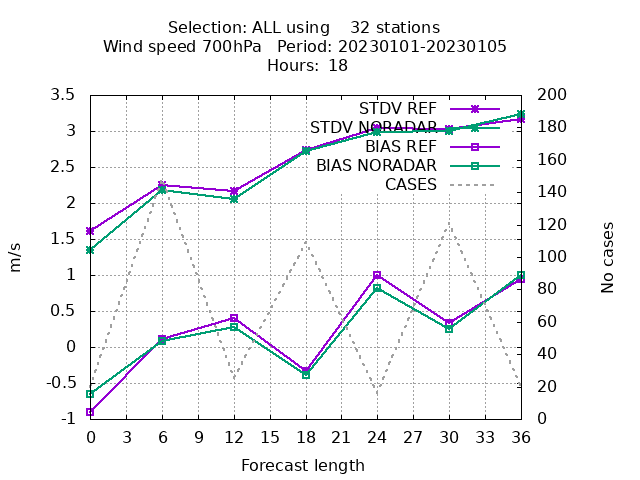 Selection: ALL using    32 stations
Wind speed 700hPa   Period: 20230101-20230105
Hours:  18
STDV REF
STDV NORADAR
BIAS REF
BIAS NORADAR
CASES
3.5
3
2.5
2
1.5
1
0.5
0
-0.5
-1
m/s
200
180
160
140
120
100
80
60
40
20
0
No cases
0 3 6 9 12 15 18 21 24 27 30 33 36
Forecast length